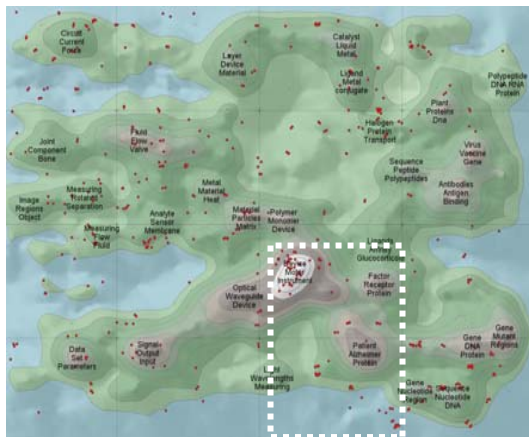 Circuit
Current
Layer
Device
Material
Catalyst
Liquid
Metal
Ligand
Metal
conjugate
Polypeptide
DNA RNA
Protein
Plant
Proteins
Dna
Halogen
Protein
Transport
Joint
Component
Bone
Fluid
Flow
Valve
Virus
Vaccine
Gene
Sequence
Peptide
Polypeptides
Antibodies
Antigen
Binding
Image
Regions
Object
Measuring
Rotated
Separation
Metal
Material
Heat
Analyte
Sensor
Membrane
Material
Particles
Matrix
Polymer
Monomer
Device
Measuring
Flow
Fluid
Glucocorticoid
Factor
Receptor
Protein
Instrument
Optical
Waveguide
Device
Data
Set
Parameters
Signal
Output
Input
Patient
Alzheimer
Protein
Gene
DNA
Protein
Gene
Mutant
Regions
Light
Wavelengths
Measuring
Gene
Nucleotide
Region
Sequence
Nucleotide
DNA